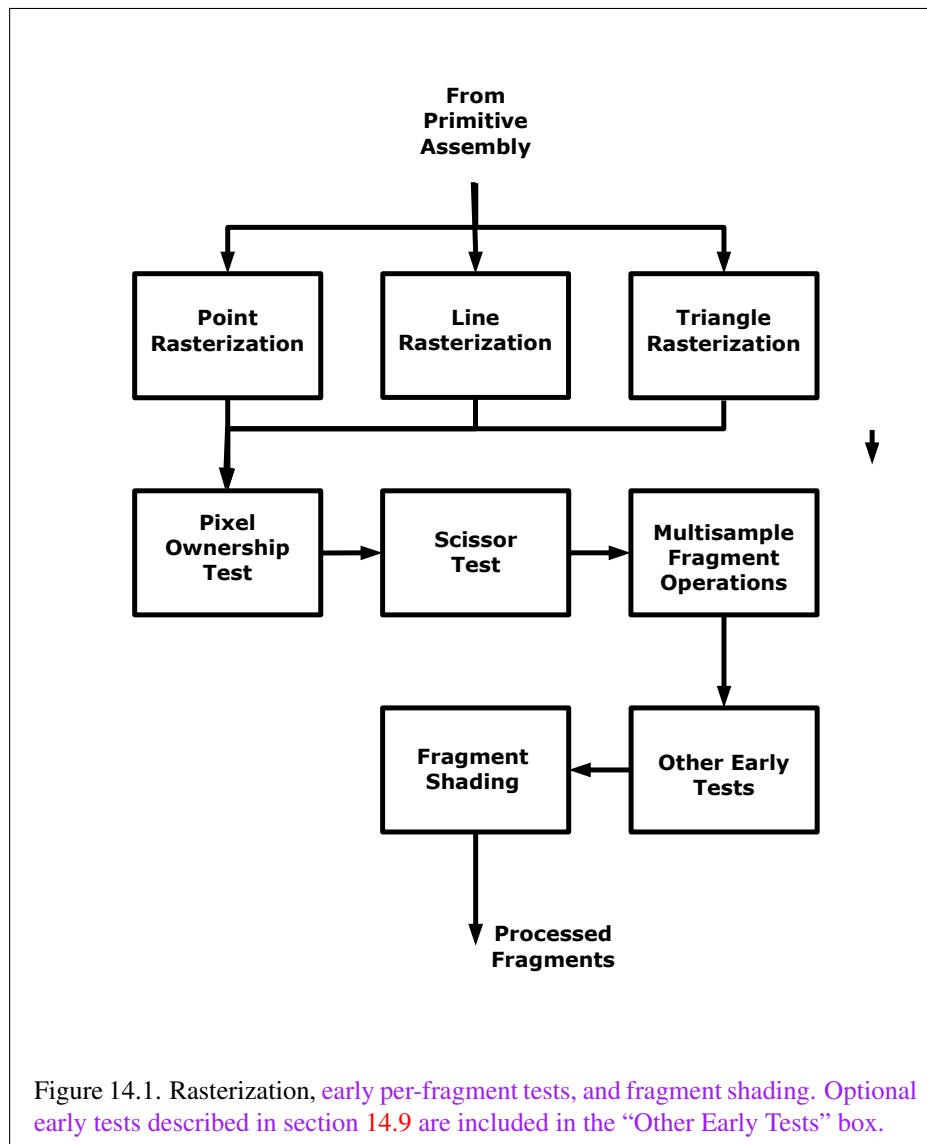 From
Primitive
Assembly
Point
Rasterization
Line
Rasterization
Triangle
Rasterization
Pixel
Ownership
Test
Scissor
Test
Multisample
Fragment
Operations
Fragment
Shading
Other Early
Tests
Processed
Fragments
Figure 14.1. Rasterization, early per-fragment tests, and fragment shading. Optional
early tests described in section 14.9 are included in the “Other Early Tests” box.